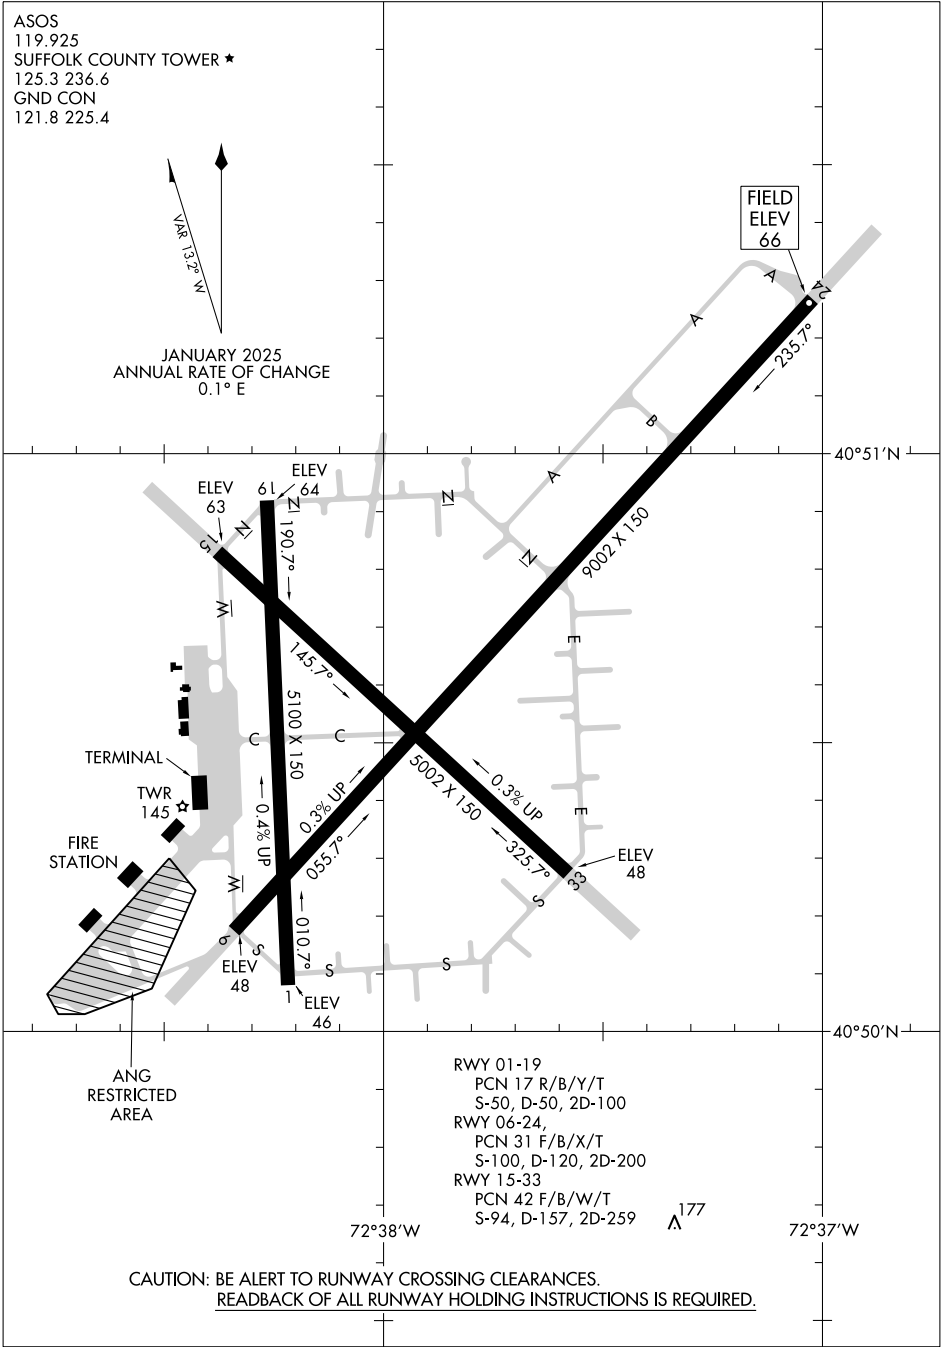 ASOS
119.925
SUFFOLK COUNTY TOWER ★
125.3 236.6
GND CON
121.8 225.4
VAR 13.2° W
JANUARY 2025
ANNUAL RATE OF CHANGE
0.1° E
FIELD
ELEV
66
24
A
A
235.7°
B
A
40°51'N
9002 X 150
ELEV
64
ELEV
63
19
N
N
N
N
190.7°
15
W
145.7°
E
5100 X 150
C
C
5002 X 150
0.3% UP
TERMINAL
TWR
145
0.4% UP
0.3% UP
055.7°
E
325.7°
FIRE
STATION
ELEV
48
33
W
S
6
S
ELEV
48
010.7°
S
S
1
ELEV
46
40°50'N
ANG
RESTRICTED
AREA
RWY 01-19
PCN 17 R/B/Y/T
S-50, D-50, 2D-100
RWY 06-24,
PCN 31 F/B/X/T
S-100, D-120, 2D-200
RWY 15-33
PCN 42 F/B/W/T
S-94, D-157, 2D-259
177
72°38'W
72°37'W
CAUTION: BE ALERT TO RUNWAY CROSSING CLEARANCES.
READBACK OF ALL RUNWAY HOLDING INSTRUCTIONS IS REQUIRED.